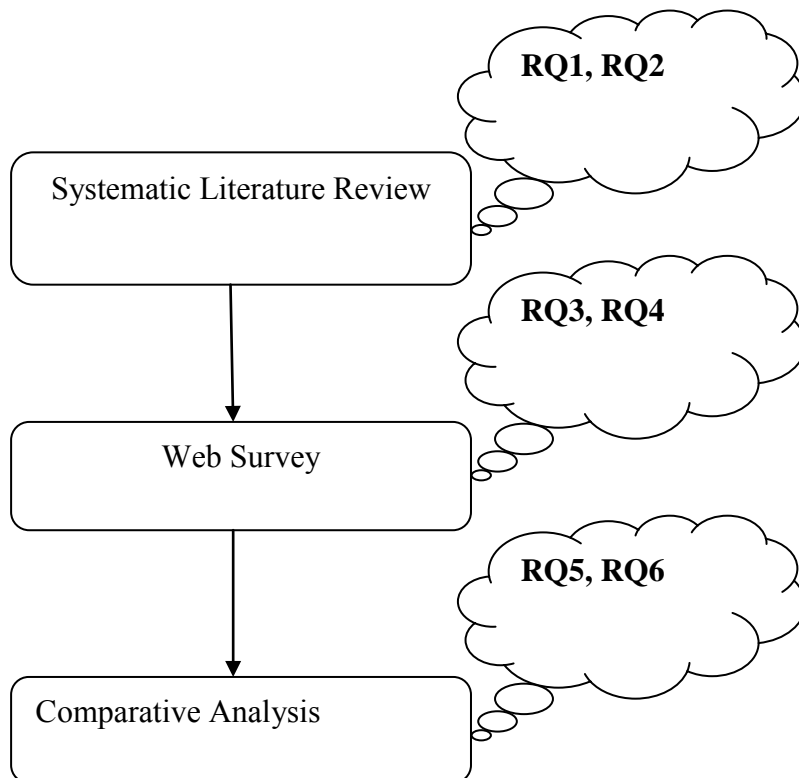 RQ1, RQ2
Systematic Literature Review
RQ3, RQ4
Web Survey
RQ5, RQ6
Comparative Analysis